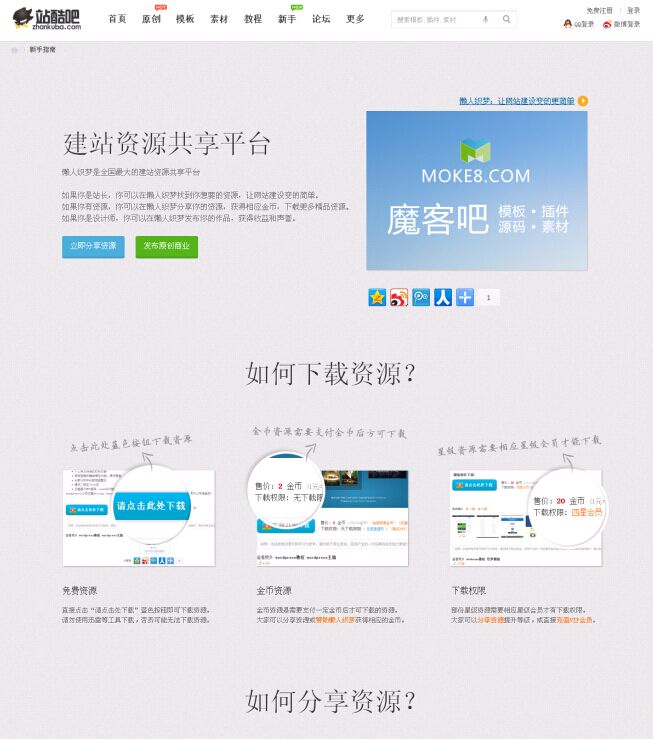 站酷吧
zhankuba.com
首页 原创 HOT 模板 素材 教程 新手 论坛 更多
搜索模板,插件,素材
免费注册 | 登录
QQ登录 微博登录
新手指南
懒人织梦：让网站建设变的更简单
建站资源共享平台
懒人织梦是全国最大的建站资源共享平台
如果你是站长，你可以在懒人织梦找到你想要的资源，让网站建设变的简单。
如果你有资源，你可以在懒人织梦分享你的资源，获得相应金币，下载更多精品资源。
如果你是设计师，你可以在懒人织梦发布你的作品，获得收益和声誉。
立即分享资源 发布原创商业
MOKE8.COM
魔客吧
模板·插件
源码·素材
1
如何下载资源？
点击此处蓝色按钮下载资源
金币资源需要支付金币后方可下载
星级资源需要相应星级会员才能下载
请点击此处下载
请点击此处下载
售价：2 金币
下载权限：无下载限
售价：20 金币
下载权限：四星会员
免费资源
直接点击“请点击此处下载”蓝色按钮即可下载资源。
请勿使用迅雷等工具下载，否则可能无法下载资源。
金币资源
金币资源是需要支付一定金币后才可下载的资源。
大家可以分享资源或赞助懒人织梦获得相应的金币。
下载权限
部份星级资源需要相应星级会员才有下载权限。
大家可以分享资源提升等级，或直接充值VIP会员。
如何分享资源？